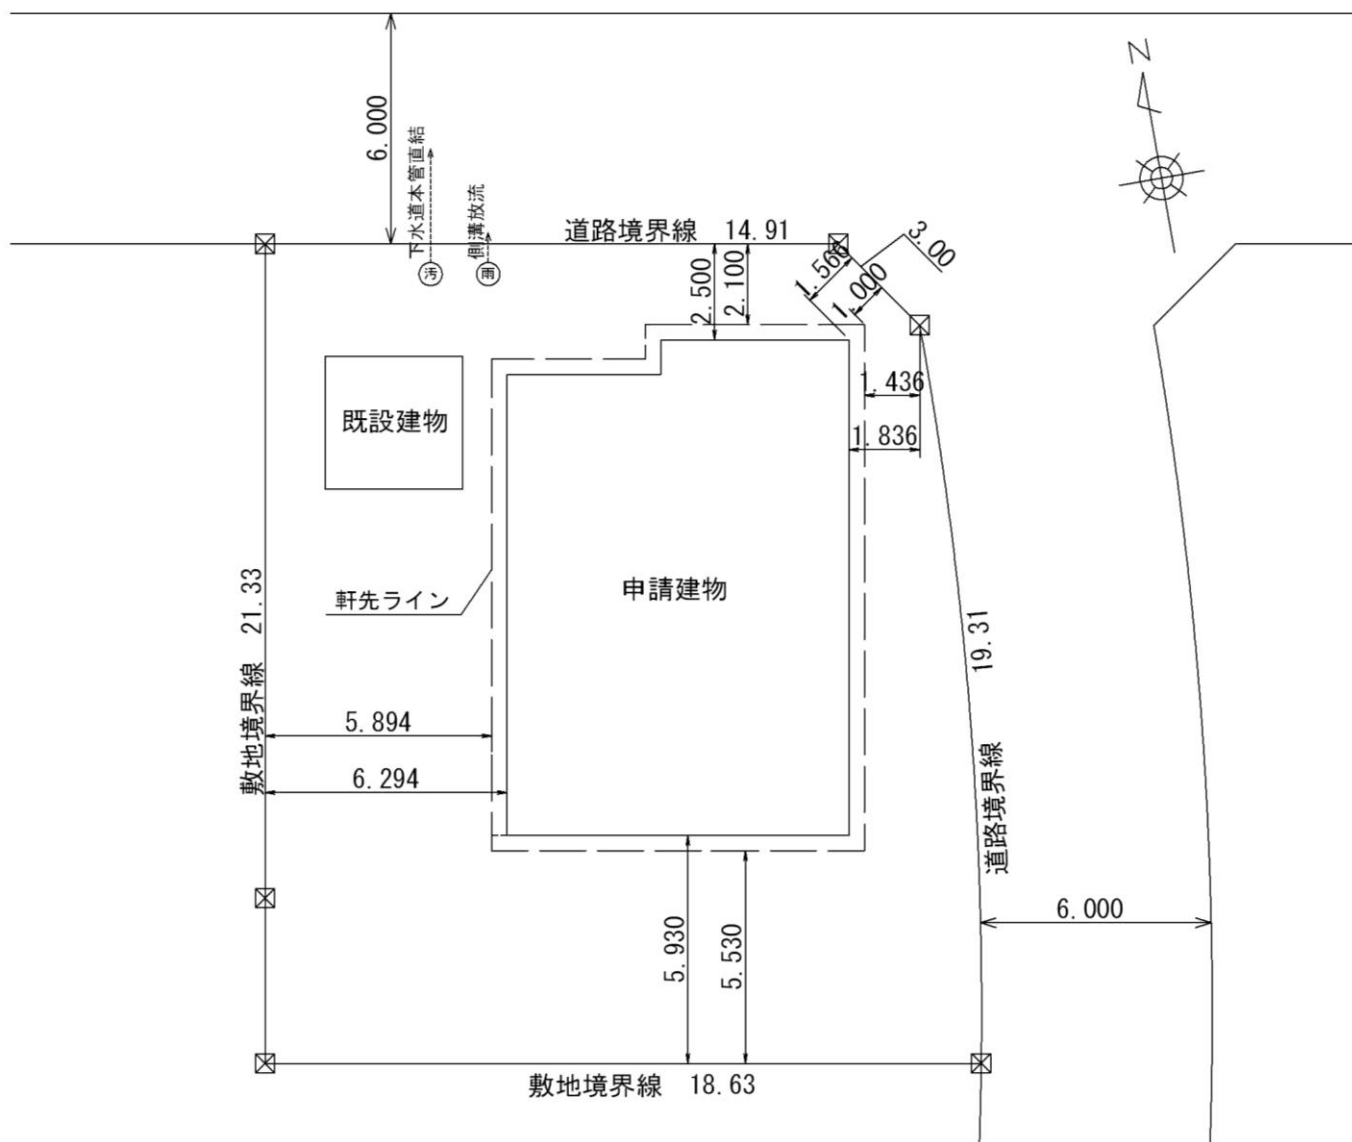 6.000
下水道本管直結
側溝放流
汚
雨
道路境界線 14.91
2.500
2.100
1.566
1.000
3.00
N
1.436
1.836
既設建物
申請建物
軒先ライン
敷地境界線 21.33
5.894
6.294
19.31
道路境界線
6.000
5.930
5.530
敷地境界線 18.63